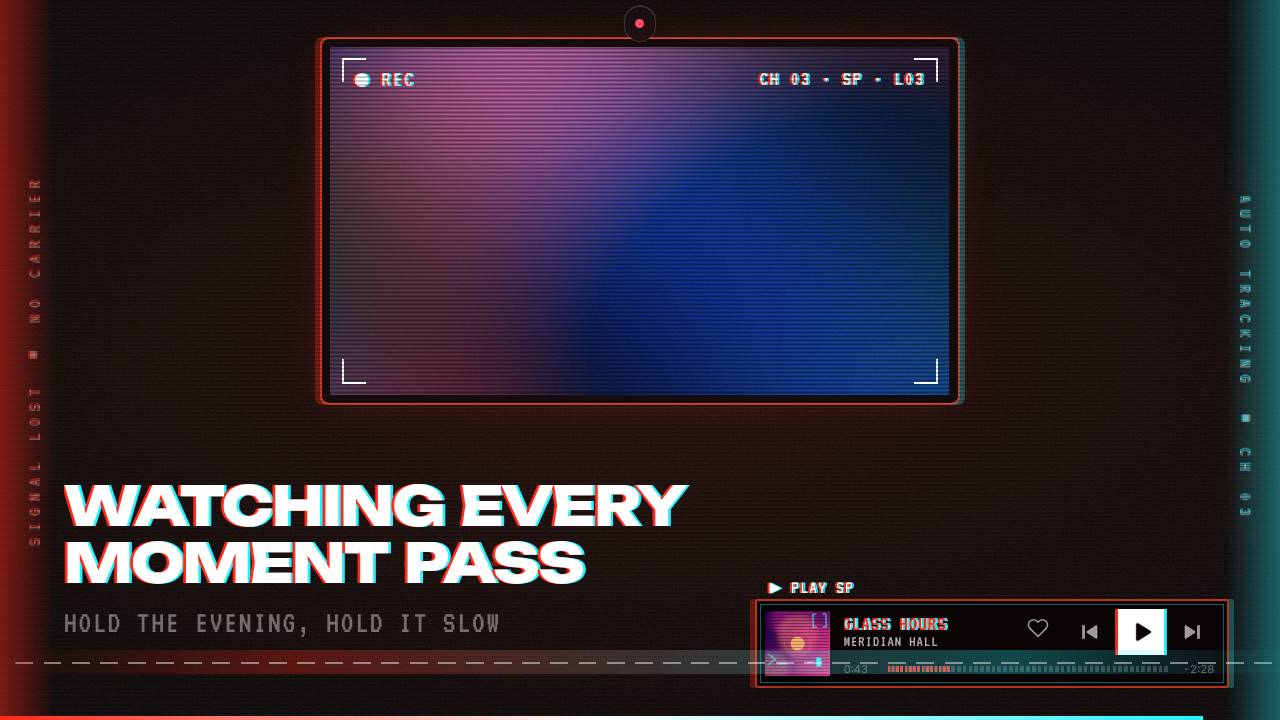 REC
CH 03 - SP - L03
SIGNAL LOST ■ NO CARRIER
AUTO TRACKING ■ CH 03
WATCHING EVERY
MOMENT PASS
HOLD THE EVENING, HOLD IT SLOW
▶ PLAY SP
GLASS HOURS
MERIDIAN HALL
0:43
-2:28